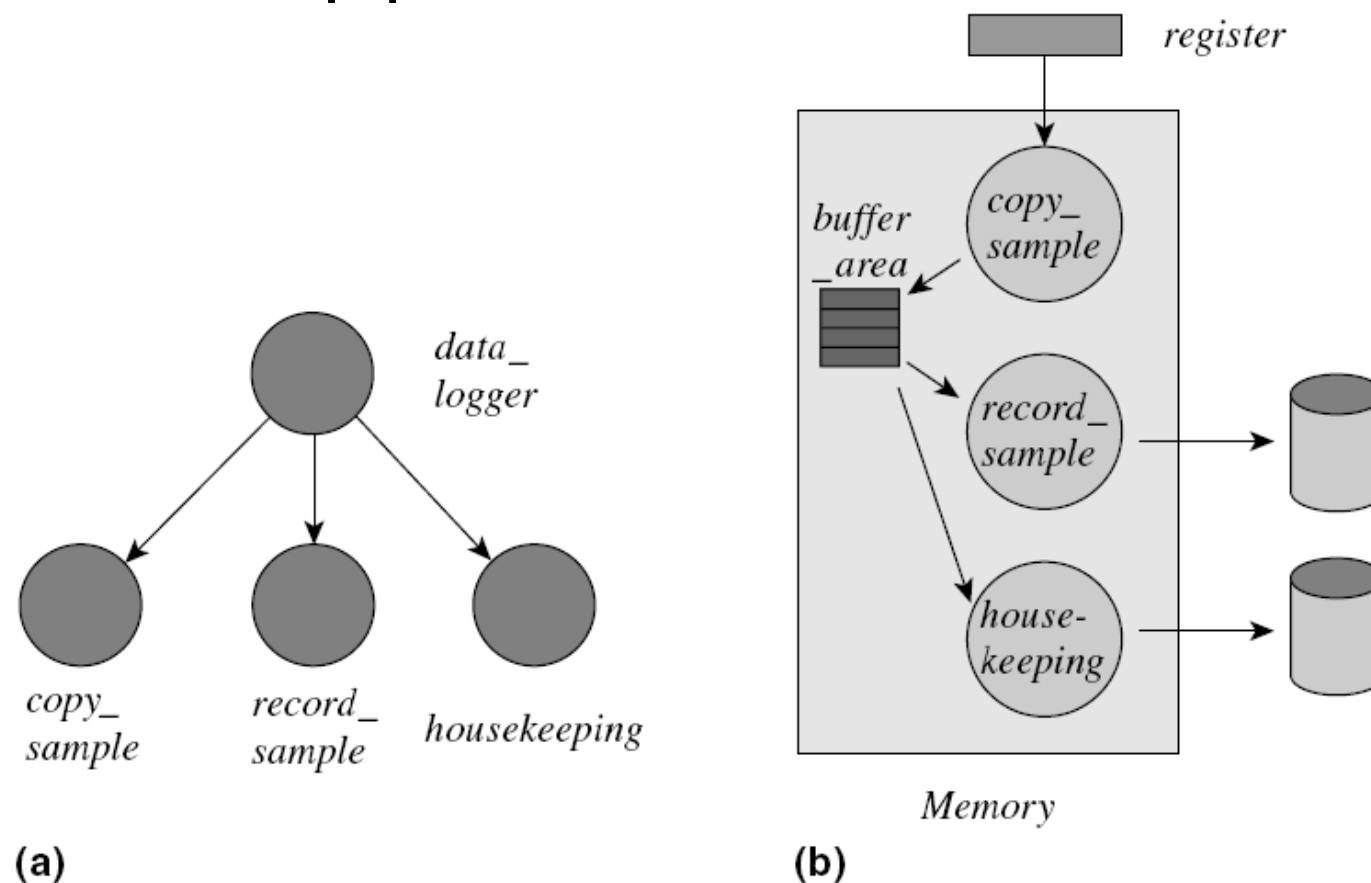 data_
logger
copy_
sample
record_
sample
housekeeping
(a)
register
copy_
sample
buffer
_area
record_
sample
house-
keeping
Memory
(b)